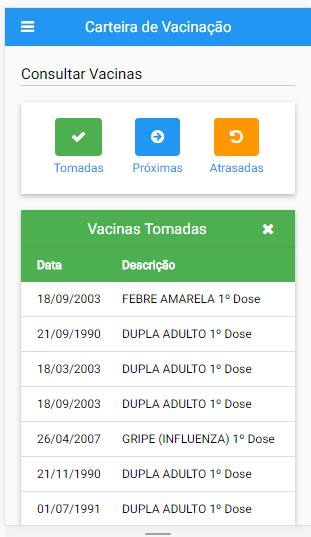 Carteira de Vacinação
Consultar Vacinas
Tomadas Próximas Atrasadas
Vacinas Tomadas
Data Descrição
18/09/2003 FEBRE AMARELA 1º Dose
21/09/1990 DUPLA ADULTO 1º Dose
18/03/2003 DUPLA ADULTO 1º Dose
18/09/2003 DUPLA ADULTO 1º Dose
26/04/2007 GRIPE (INFLUENZA) 1º Dose
21/11/1990 DUPLA ADULTO 1º Dose
01/07/1991 DUPLA ADULTO 1º Dose